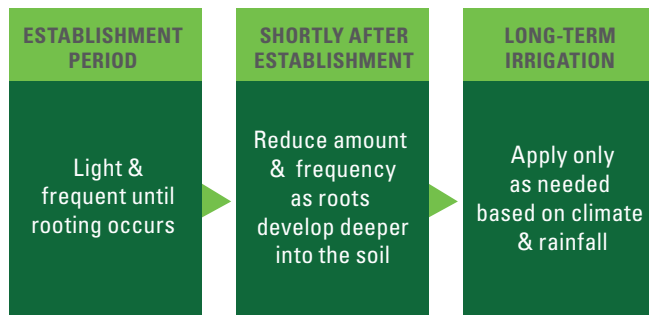 ESTABLISHMENT
PERIOD
Light &
frequent until
rooting occurs
SHORTLY AFTER
ESTABLISHMENT
Reduce amount
& frequency
as roots
develop deeper
into the soil
LONG-TERM
IRRIGATION
Apply only
as needed
based on climate
& rainfall